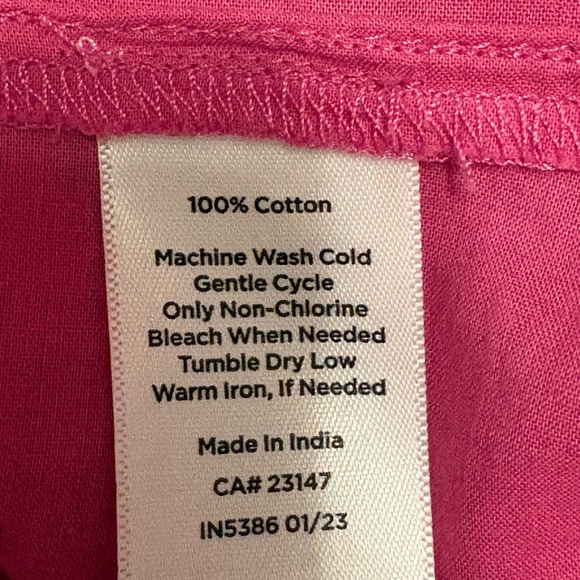 100% Cotton
Machine Wash Cold
Gentle Cycle
Only Non-Chlorine
Bleach When Needed
Tumble Dry Low
Warm Iron, If Needed
Made In India
CA# 23147
IN5386 01/23